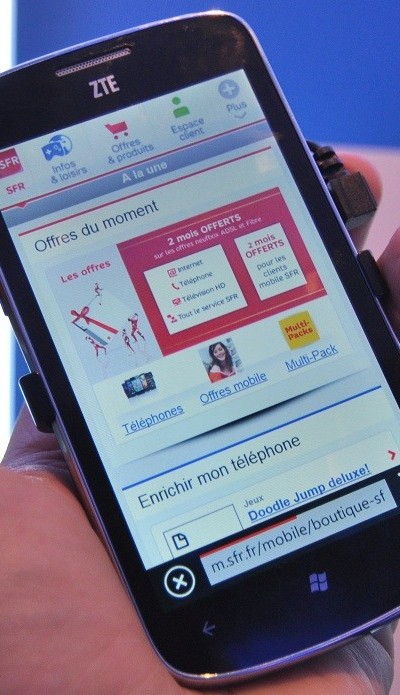 ZTE
SFR
SFR
Infos
& loisirs
Offres
& produits
Espace
client
Plus
A la une
Offres du moment
Les offres
2 mois OFFERTS
sur les offres neufbox ADSL et Fibre
Internet
Téléphone
Télévision HD
Tout le service SFR
2 mois
OFFERTS
pour les
clients
mobile SFR
Multi-
Packs
Téléphones
Offres mobile
Multi-Pack
Enrichir mon téléphone
Jeux
Doodle Jump deluxe!
m.sfr.fr/mobile/boutique-sf